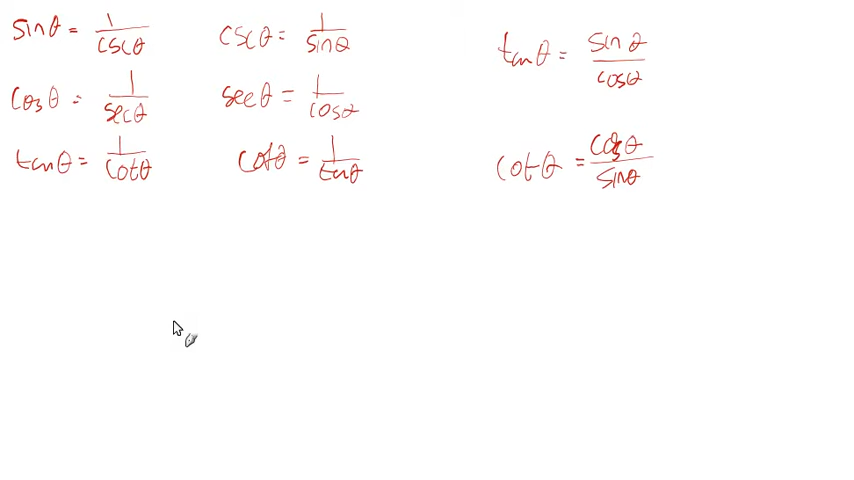 sinθ = 1/cscθ   cscθ = 1/sinθ   tanθ = sinθ/cosθ
cosθ = 1/secθ   secθ = 1/cosθ
tanθ = 1/cotθ   cotθ = 1/tanθ   cotθ = cosθ/sinθ